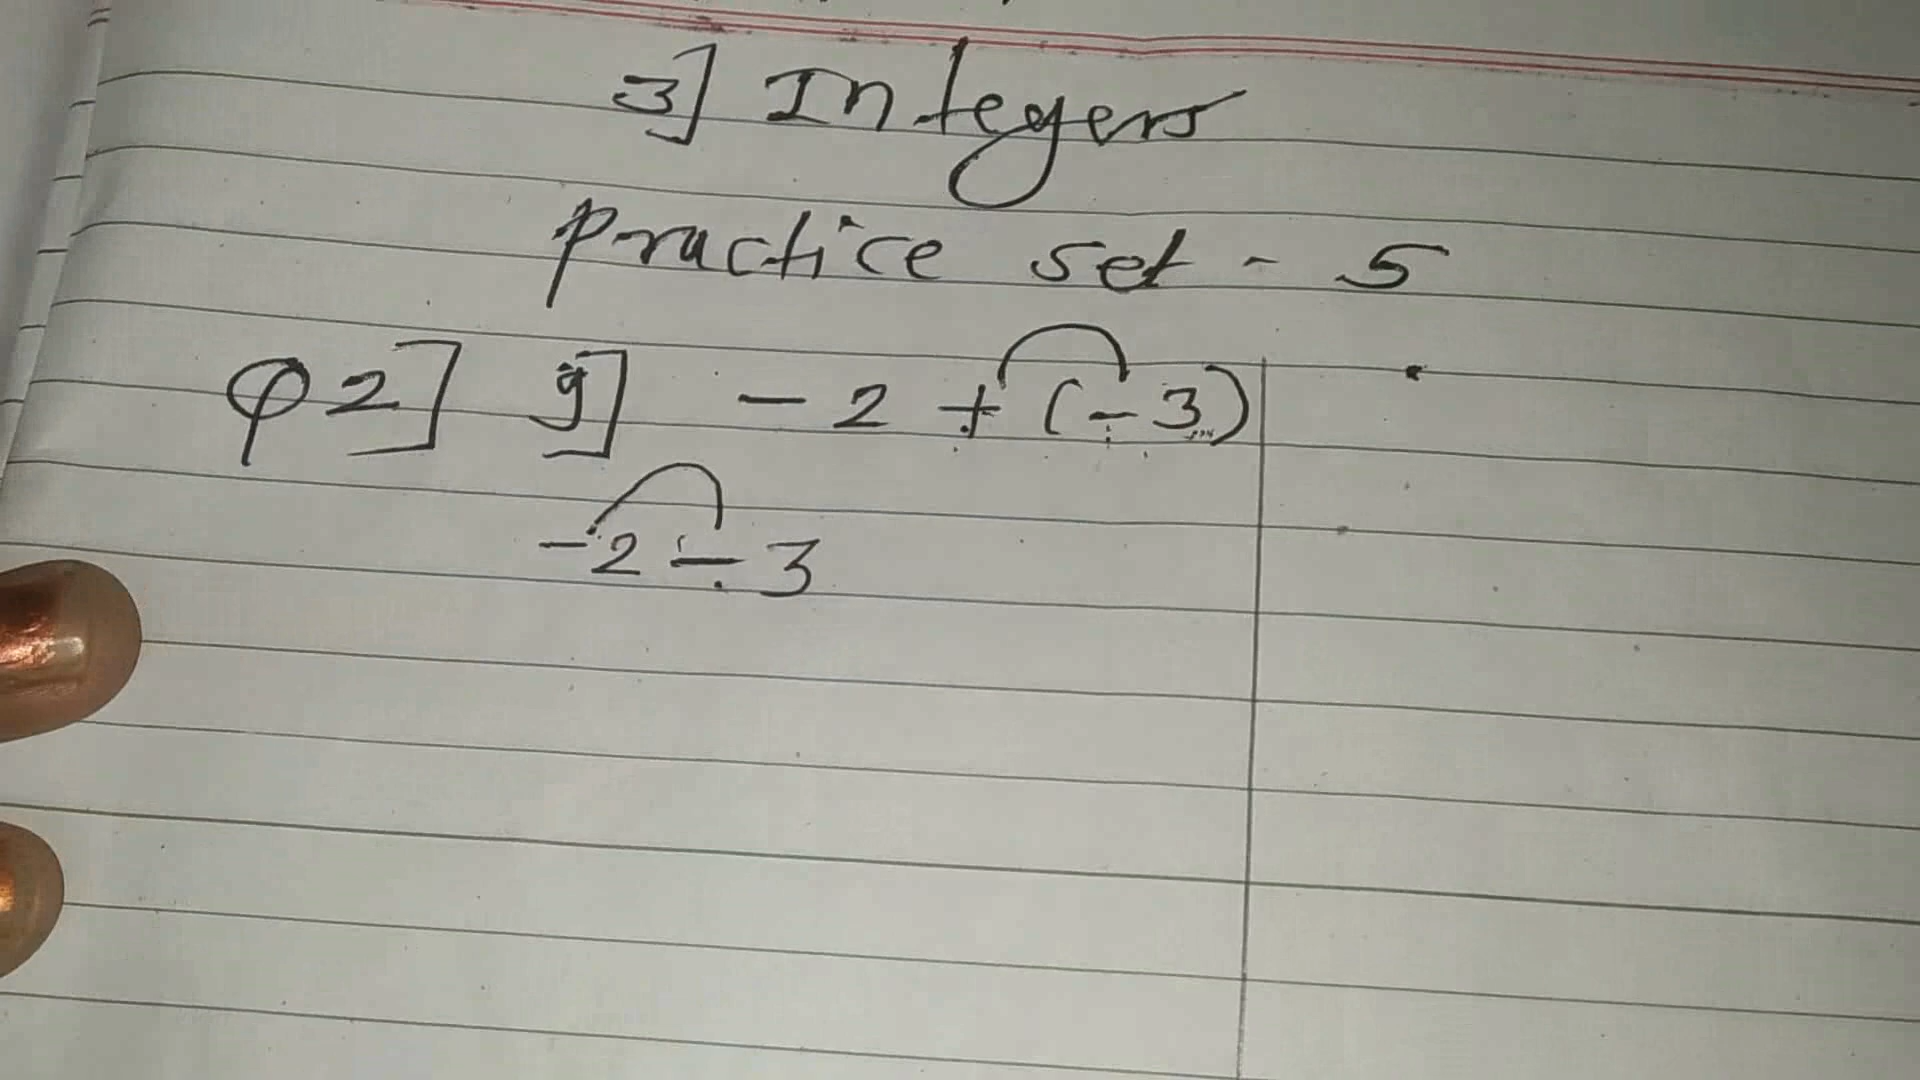 3] Integers
Practice set - 5
Q2] g] - 2 + (- 3)
- 2 - 3